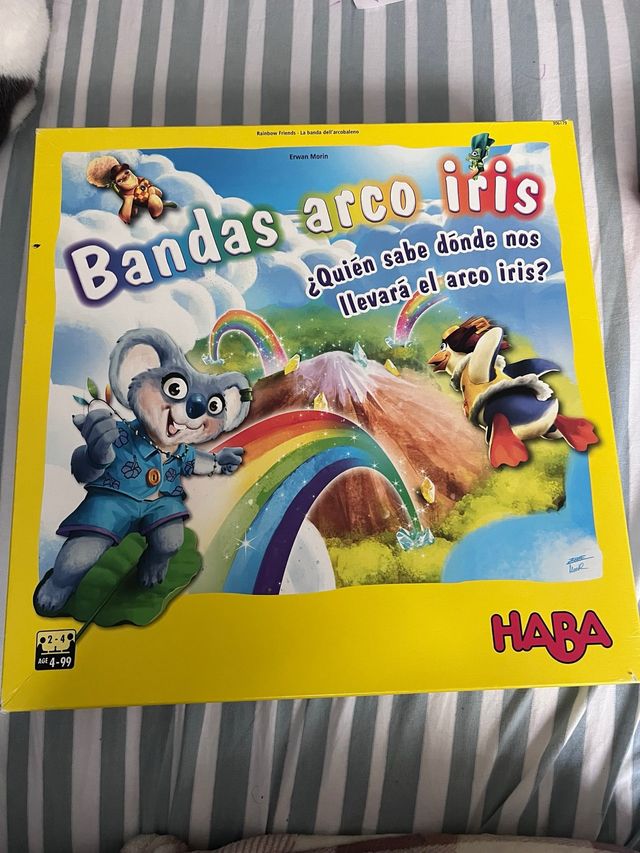 306179
Rainbow Friends - La banda dell'arcobaleno
Erwan Morin
Bandas arco iris
¿Quién sabe dónde nos
llevará el arco iris?
2 - 4
AGE 4-99
HABA